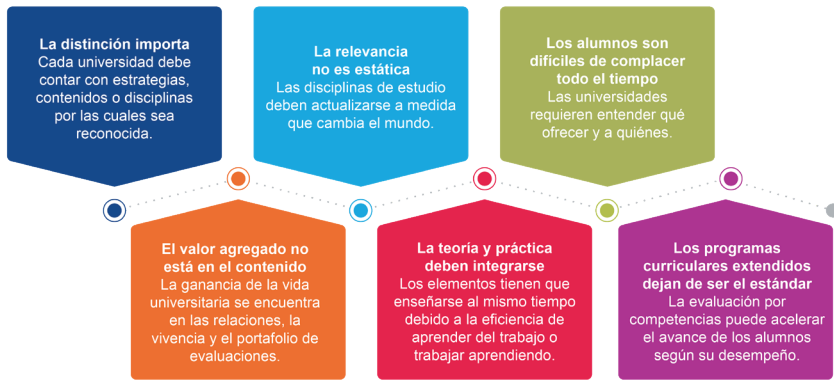 La distinción importa
Cada universidad debe
contar con estrategias,
contenidos o disciplinas
por las cuales sea
reconocida.
El valor agregado no
está en el contenido
La ganancia de la vida
universitaria se encuentra
en las relaciones, la
vivencia y el portafolio de
evaluaciones.
La relevancia
no es estática
Las disciplinas de estudio
deben actualizarse a medida
que cambia el mundo.
La teoría y práctica
deben integrarse
Los elementos tienen que
enseñarse al mismo tiempo
debido a la eficiencia de
aprender del trabajo o
trabajar aprendiendo.
Los alumnos son
difíciles de complacer
todo el tiempo
Las universidades
requieren entender qué
ofrecer y a quiénes.
Los programas
curriculares extendidos
dejan de ser el estándar
La evaluación por
competencias puede acelerar
el avance de los alumnos
según su desempeño.